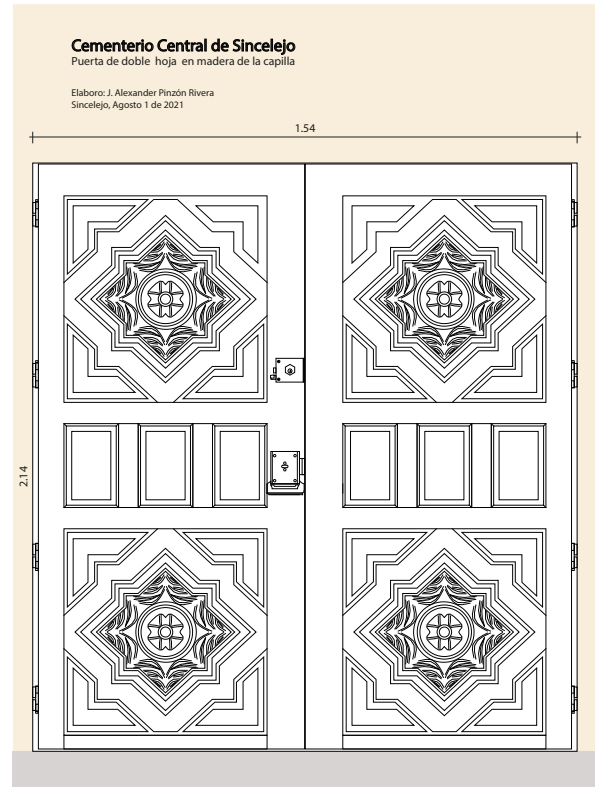 Cementerio Central de Sincelejo
Puerta de doble hoja en madera de la capilla
Elaboro: J. Alexander Pinzón Rivera
Sincelejo, Agosto 1 de 2021
1.54
2.14